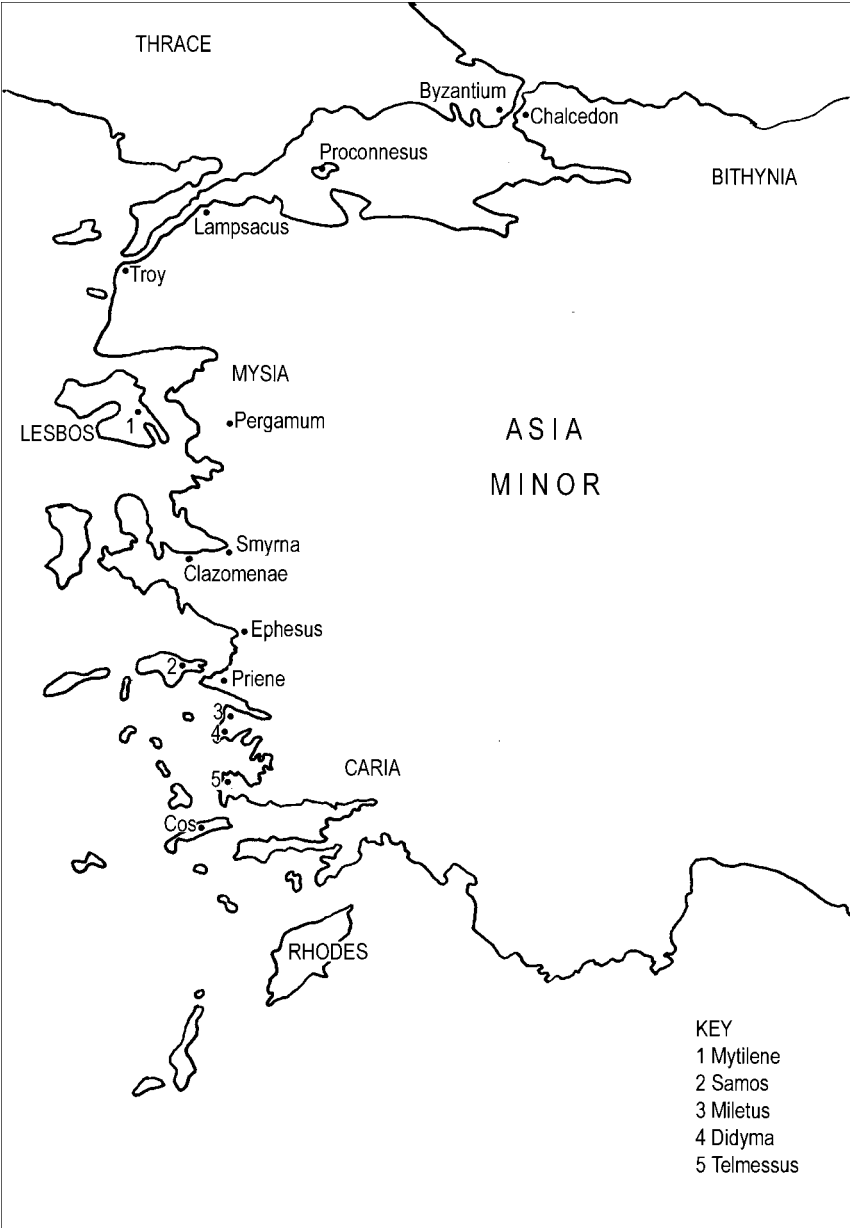 THRACE
Byzantium
Chalcedon
Proconnesus
BITHYNIA
Lampsacus
Troy
MYSIA
1
Pergamum
LESBOS
ASIA
MINOR
Smyrna
Clazomenae
Ephesus
2
Priene
3
4
5
CARIA
Cos
RHODES
KEY
1 Mytilene
2 Samos
3 Miletus
4 Didyma
5 Telmessus